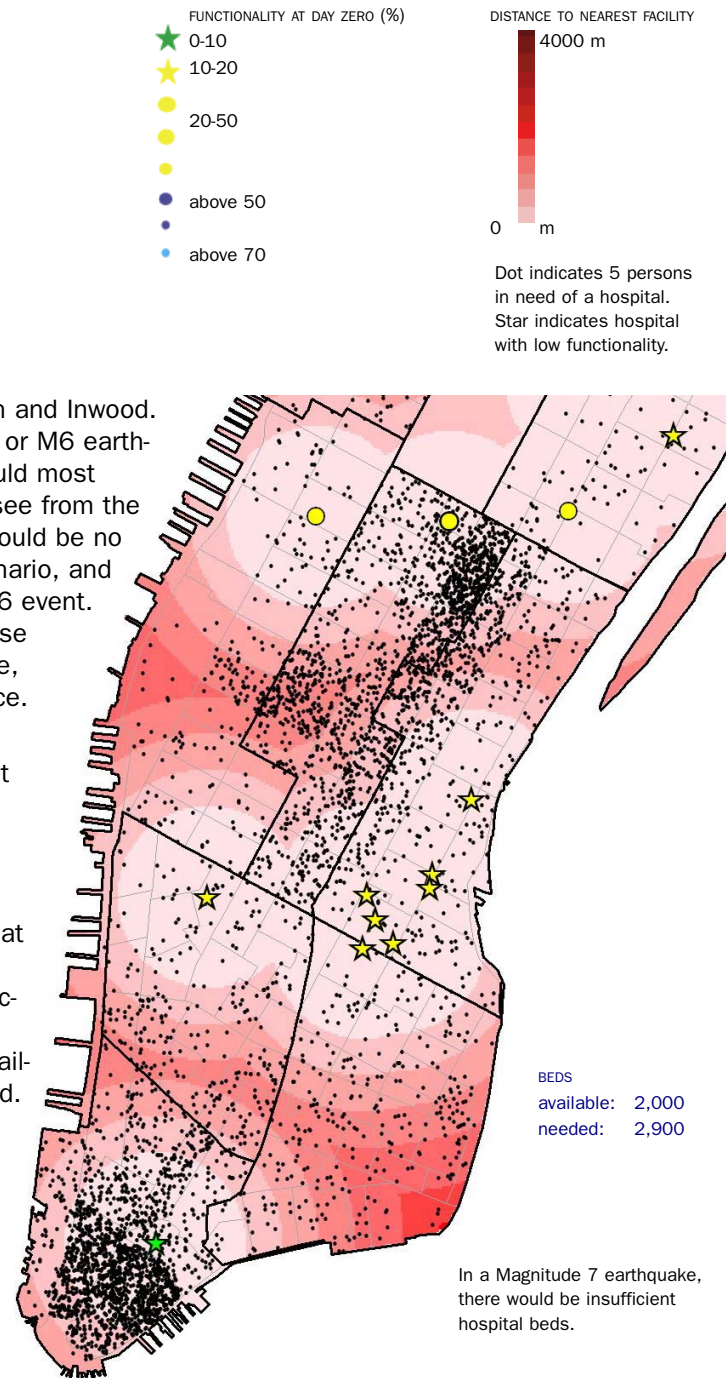 FUNCTIONALITY AT DAY ZERO (%)
0-10
10-20
20-50
above 50
above 70
DISTANCE TO NEAREST FACILITY
4000 m
0 m
Dot indicates 5 persons
in need of a hospital.
Star indicates hospital
with low functionality.
and Inwood.
or M6 earth-
uld most
see from the
ould be no
nario, and
6 event.
se
e,
ce.
t
at
c-
ail-
d.
BEDS
available: 2,000
needed: 2,900
In a Magnitude 7 earthquake,
there would be insufficient
hospital beds.